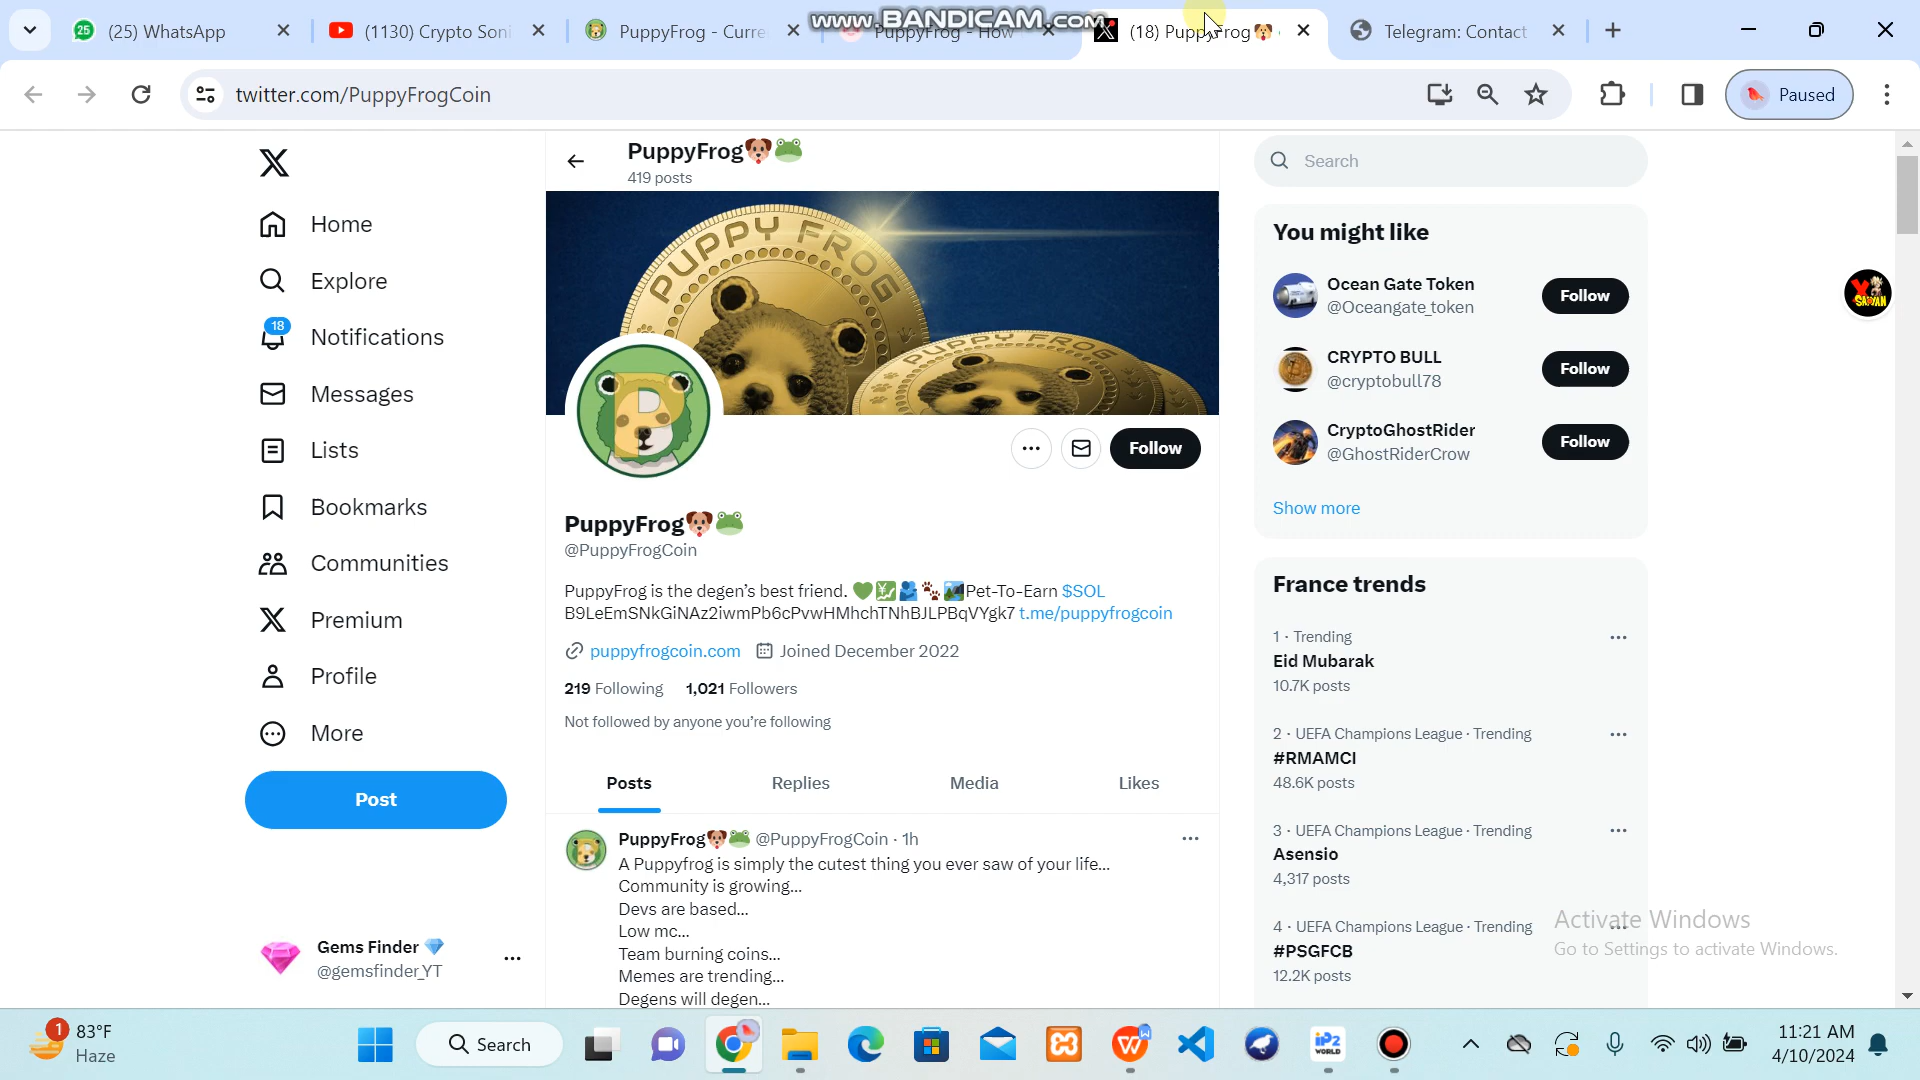 (25) WhatsApp
(1130) Crypto Soni
PuppyFrog - Curre
PuppyFrog - How
(18) PuppyFrog
Telegram: Contact
www.BANDICAM.com
twitter.com/PuppyFrogCoin
Paused
Home
Explore
18
Notifications
Messages
Lists
Bookmarks
Communities
Premium
Profile
More
Post
Gems Finder
@gemsfinder_YT
PuppyFrog
419 posts
PUPPY FROG
PUPPY FROG
P
Follow
PuppyFrog
@PuppyFrogCoin
PuppyFrog is the degen's best friend. Pet-To-Earn $SOL
B9LeEmSNkGiNAz2iwmPb6cPvwHMhchTNhBJLPBqVYgk7 t.me/puppyfrogcoin
puppyfrogcoin.com Joined December 2022
219 Following 1,021 Followers
Not followed by anyone you're following
Posts Replies Media Likes
PuppyFrog @PuppyFrogCoin · 1h
A Puppyfrog is simply the cutest thing you ever saw of your life...
Community is growing...
Devs are based...
Low mc...
Team burning coins...
Memes are trending...
Degens will degen...
Search
You might like
Ocean Gate Token
@Oceangate_token
Follow
CRYPTO BULL
@cryptobull78
Follow
CryptoGhostRider
@GhostRiderCrow
Follow
Show more
France trends
1 · Trending
Eid Mubarak
10.7K posts
2 · UEFA Champions League · Trending
#RMAMCI
48.6K posts
3 · UEFA Champions League · Trending
Asensio
4,317 posts
4 · UEFA Champions League · Trending
#PSGFCB
12.2K posts
Activate Windows
Go to Settings to activate Windows.
1
83°F
Haze
Search
iP2
WORLD
11:21 AM
4/10/2024